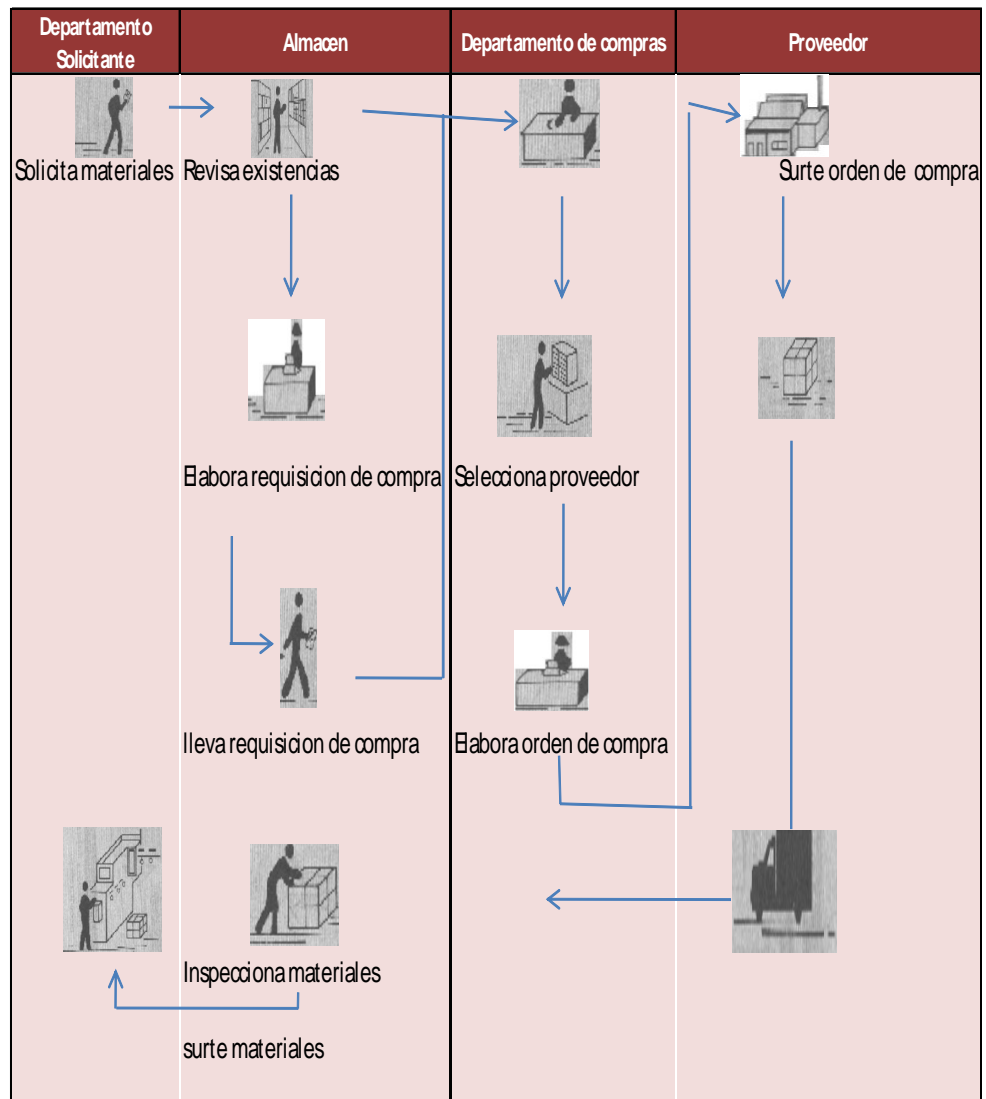 Departamento
Solicitante
Almacen
Departamento de compras
Proveedor
Solicita materiales
Revisa existencias
Surte orden de compra
Elabora requisicion de compra
Selecciona proveedor
lleva requisicion de compra
Elabora orden de compra
Inspecciona materiales
surte materiales